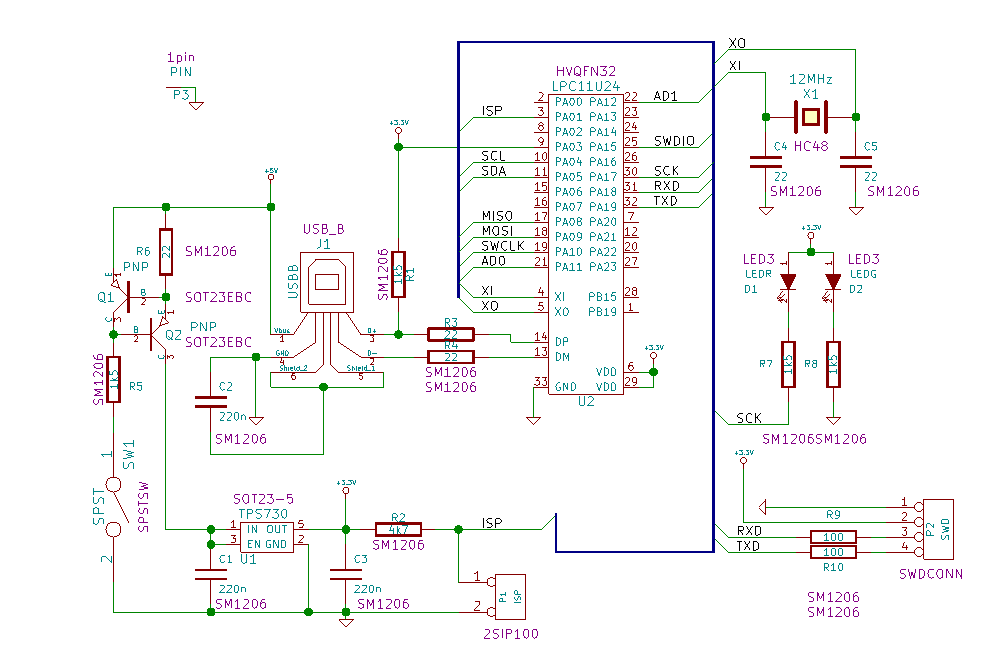 1pin
PIN
P3
+3.3V
+5V
R6
22
SM1206
PNP
Q1
E
1
B
2
C
3
SOT23EBC
Q2
PNP
SOT23EBC
E
1
B
2
C
3
SM1206
1k5
R5
1
SW1
SPST
SPSTSW
2
USB_B
J1
USBB
Vbus
1
D+
3
GND
4
D-
2
Shield_2
6
Shield_1
5
C2
220n
SM1206
SM1206
1k5
R1
R3
22
R4
22
SM1206
SM1206
HVQFN32
LPC11U24
2 PA00 PA12 22 AD1
ISP 3 PA01 PA13 23
8 PA02 PA14 24
9 PA03 PA15 25 SWDIO
SCL 10 PA04 PA16 26
SDA 11 PA05 PA17 30 SCK
15 PA06 PA18 31 RXD
16 PA07 PA19 32 TXD
MISO 17 PA08 PA20 7
MOSI 18 PA09 PA21 12
SWCLK 19 PA10 PA22 20
AD0 21 PA11 PA23 27
XI 4 XI PB15 28
XO 5 XO PB19 1
14 DP
13 DM
VDD 6
33 GND VDD 29
U2
+3.3V
XO
XI
12MHz
X1
HC48
C4
22
SM1206
C5
22
SM1206
+3.3V
LED3
LEDR
D1
1
2
LED3
LEDG
D2
1
2
R7
1k5
R8
1k5
SM1206SM1206
SCK
+3.3V
RXD
TXD
R9
100
100
R10
1
2
3
4
P2
SWD
SWDCONN
SM1206
SM1206
SOT23-5
TPS730
1 IN OUT 5
3 EN GND 2
U1
+3.3V
R2
4k7
SM1206
ISP
C1
220n
SM1206
C3
220n
SM1206
1
2
P1
ISP
2SIP100